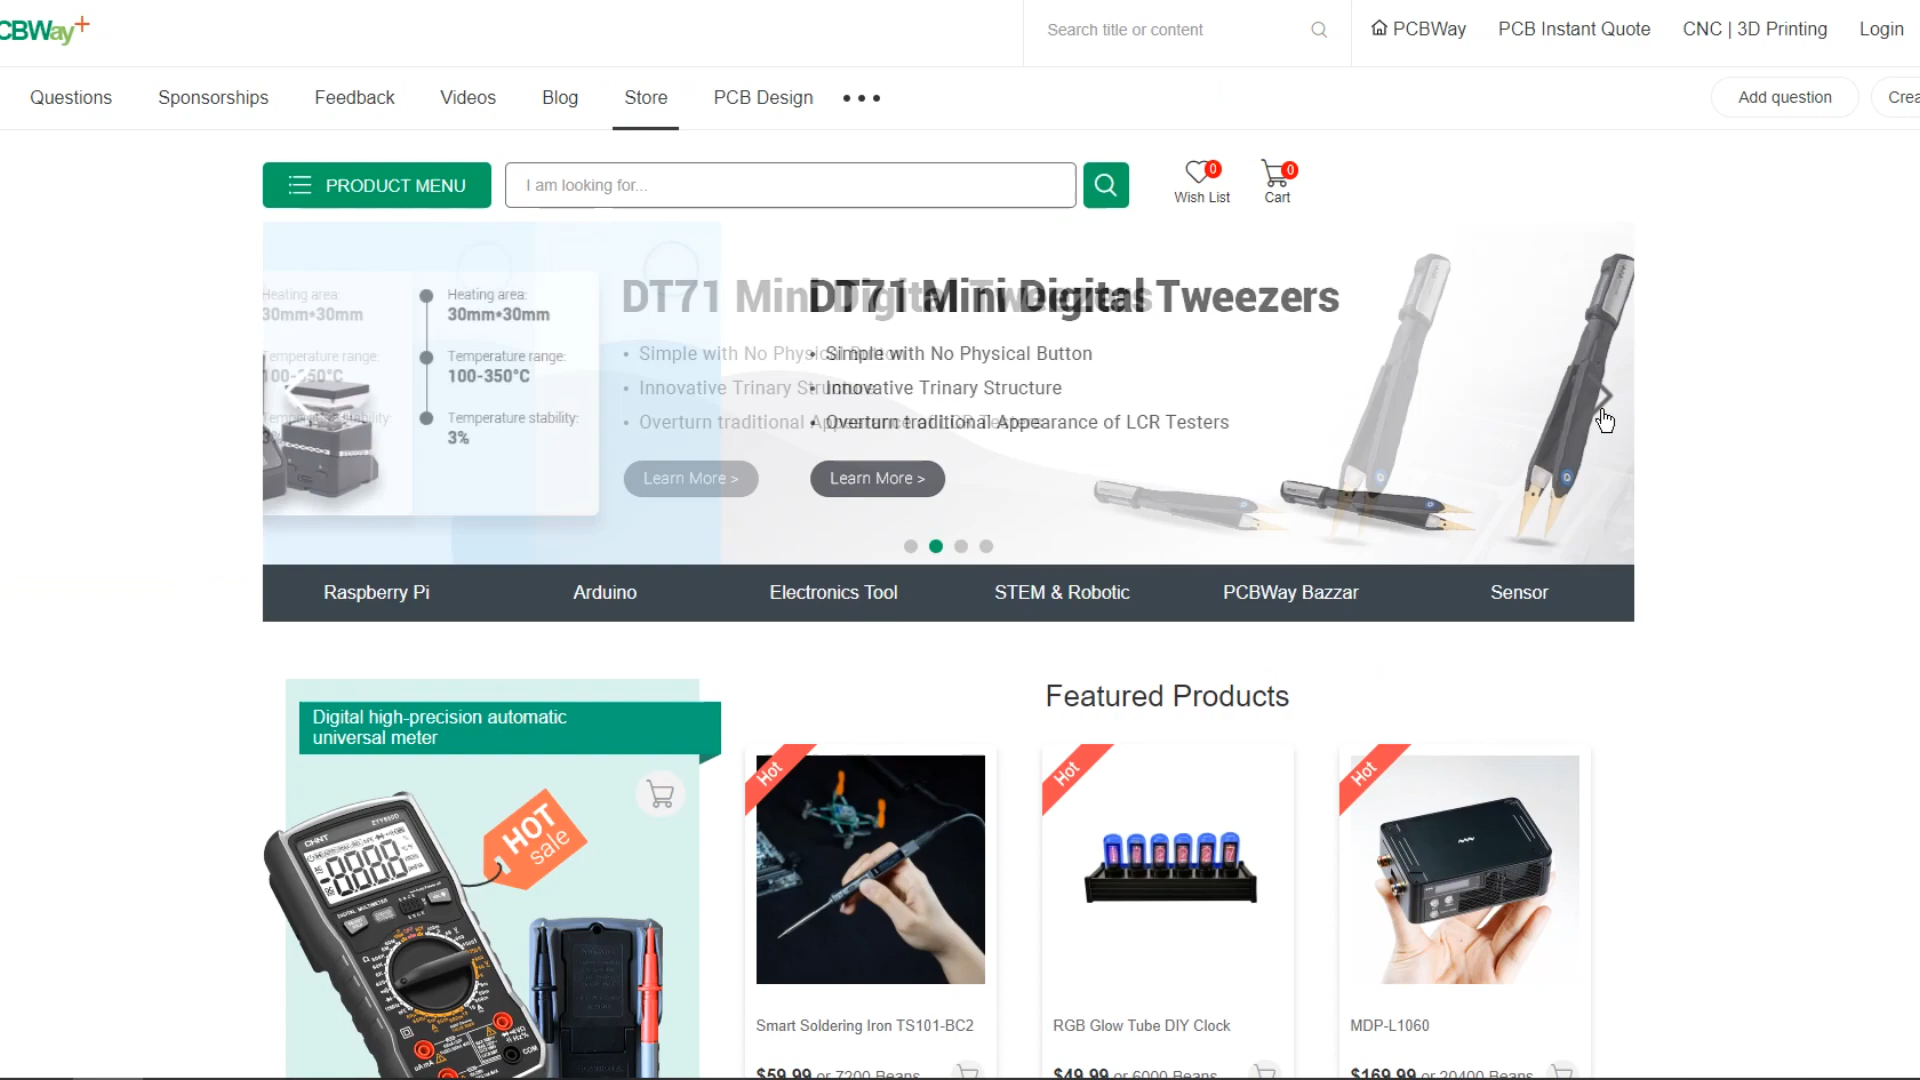 CBWay+
Search title or content
PCBWay
PCB Instant Quote
CNC | 3D Printing
Login
Questions
Sponsorships
Feedback
Videos
Blog
Store
PCB Design
Add question
Crea
PRODUCT MENU
I am looking for...
0
Wish List
0
Cart
Heating area:
30mm*30mm
Temperature range:
100-350°C
Temperature stability:
3%
Heating area:
30mm*30mm
Temperature range:
100-350°C
Temperature stability:
3%
DT71 Mini Digital Tweezers
• Simple with No Physical Button
• Innovative Trinary Structure
• Overturn traditional Appearance of LCR Testers
Learn More >
DT71 Mini Digital Tweezers
• Simple with No Physical Button
• Innovative Trinary Structure
• Overturn traditional Appearance of LCR Testers
Learn More >
Raspberry Pi
Arduino
Electronics Tool
STEM & Robotic
PCBWay Bazzar
Sensor
Digital high-precision automatic
universal meter
HOT
sale
CHNT
DIGITAL MULTIMETER
COM
Featured Products
Hot
Hot
Hot
Smart Soldering Iron TS101-BC2
RGB Glow Tube DIY Clock
MDP-L1060
$59.99 or 7200 Beans
$49.99 or 6000 Beans
$169.99 or 20400 Beans